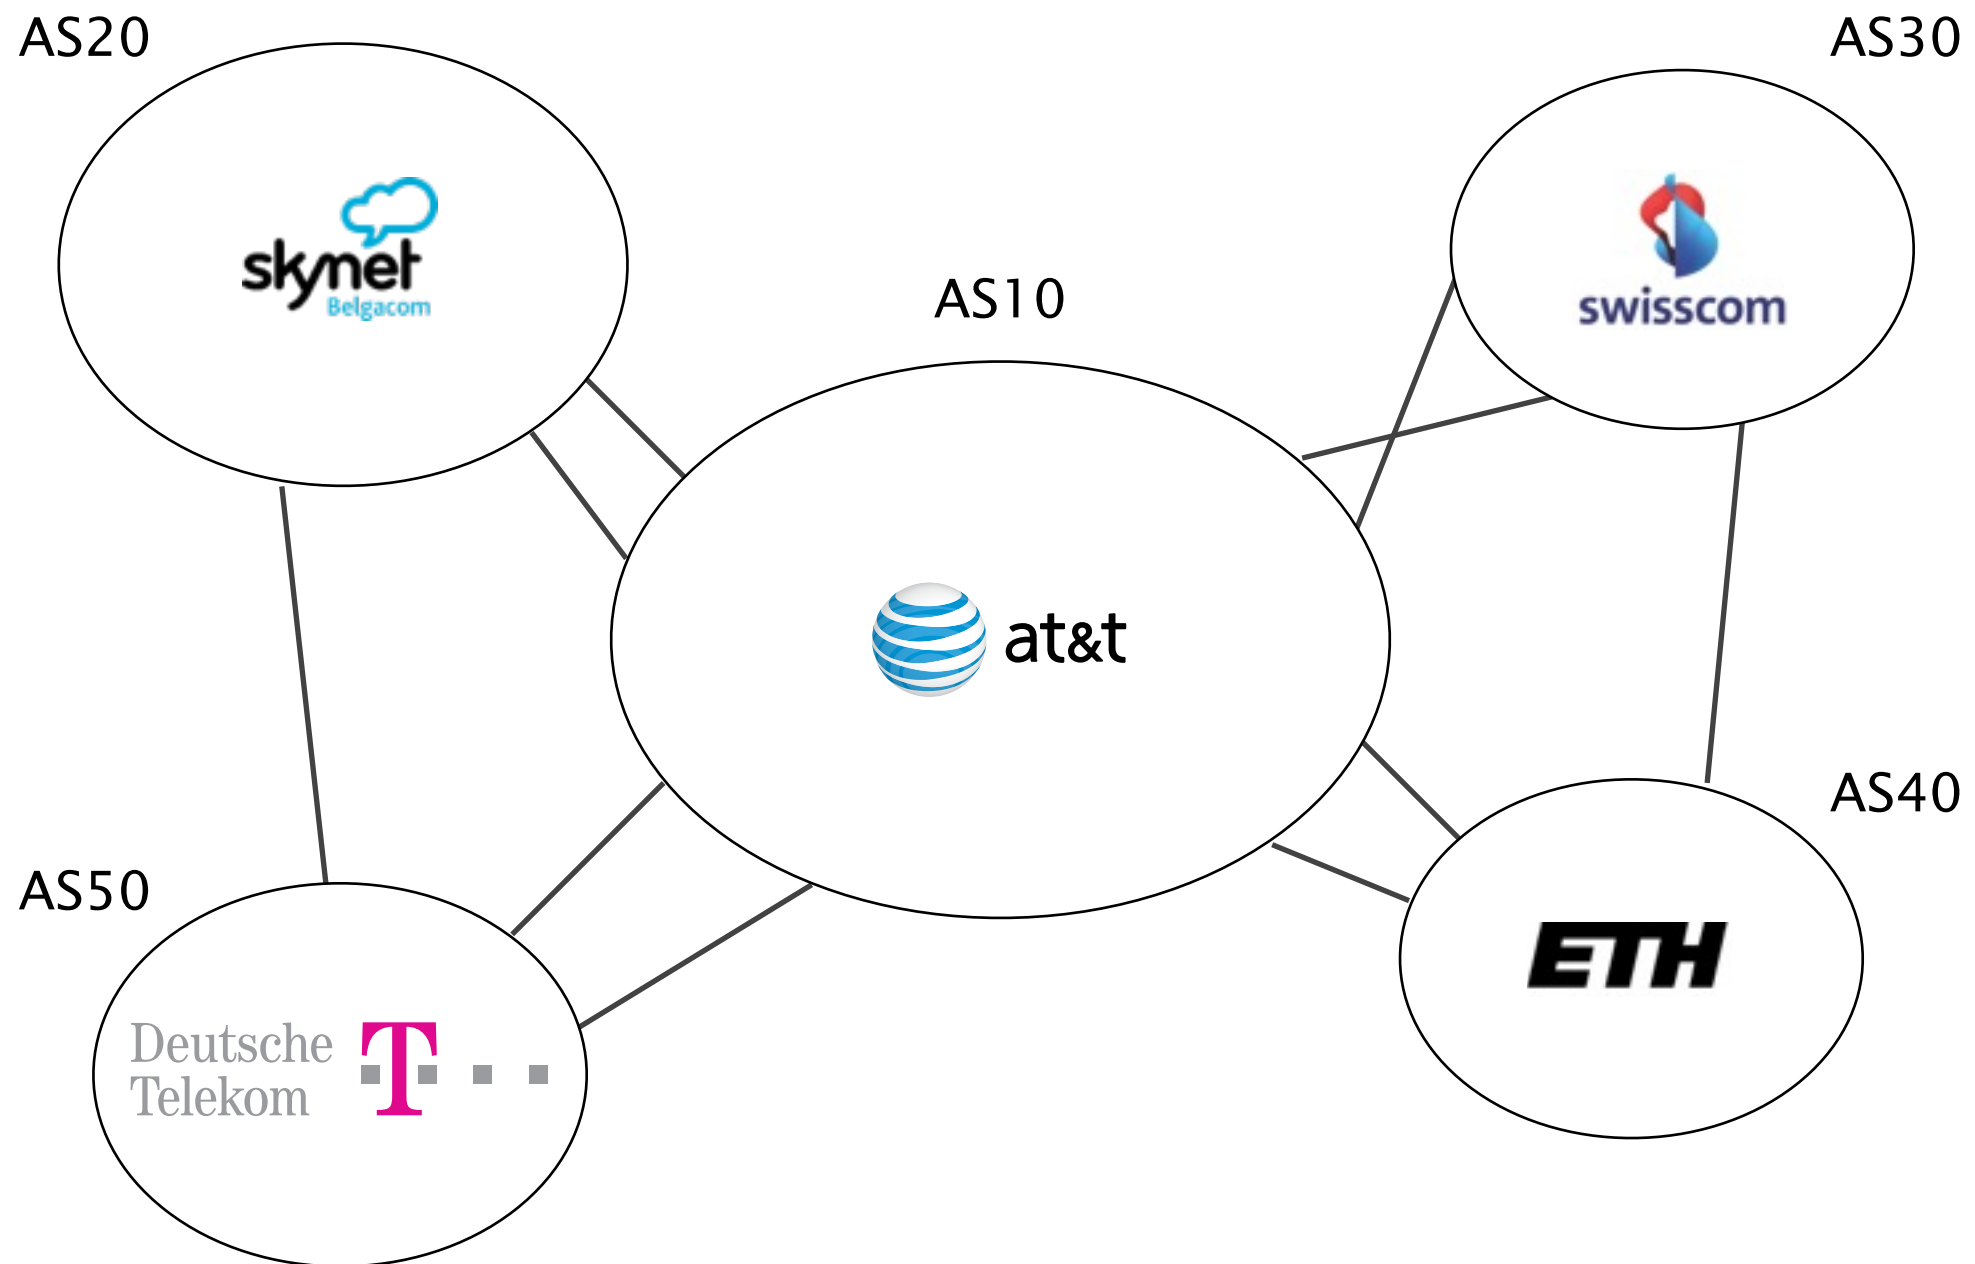 AS20
AS30
skynet
Belgacom
swisscom
AS10
at&t
AS40
AS50
ETH
Deutsche
Telekom
T